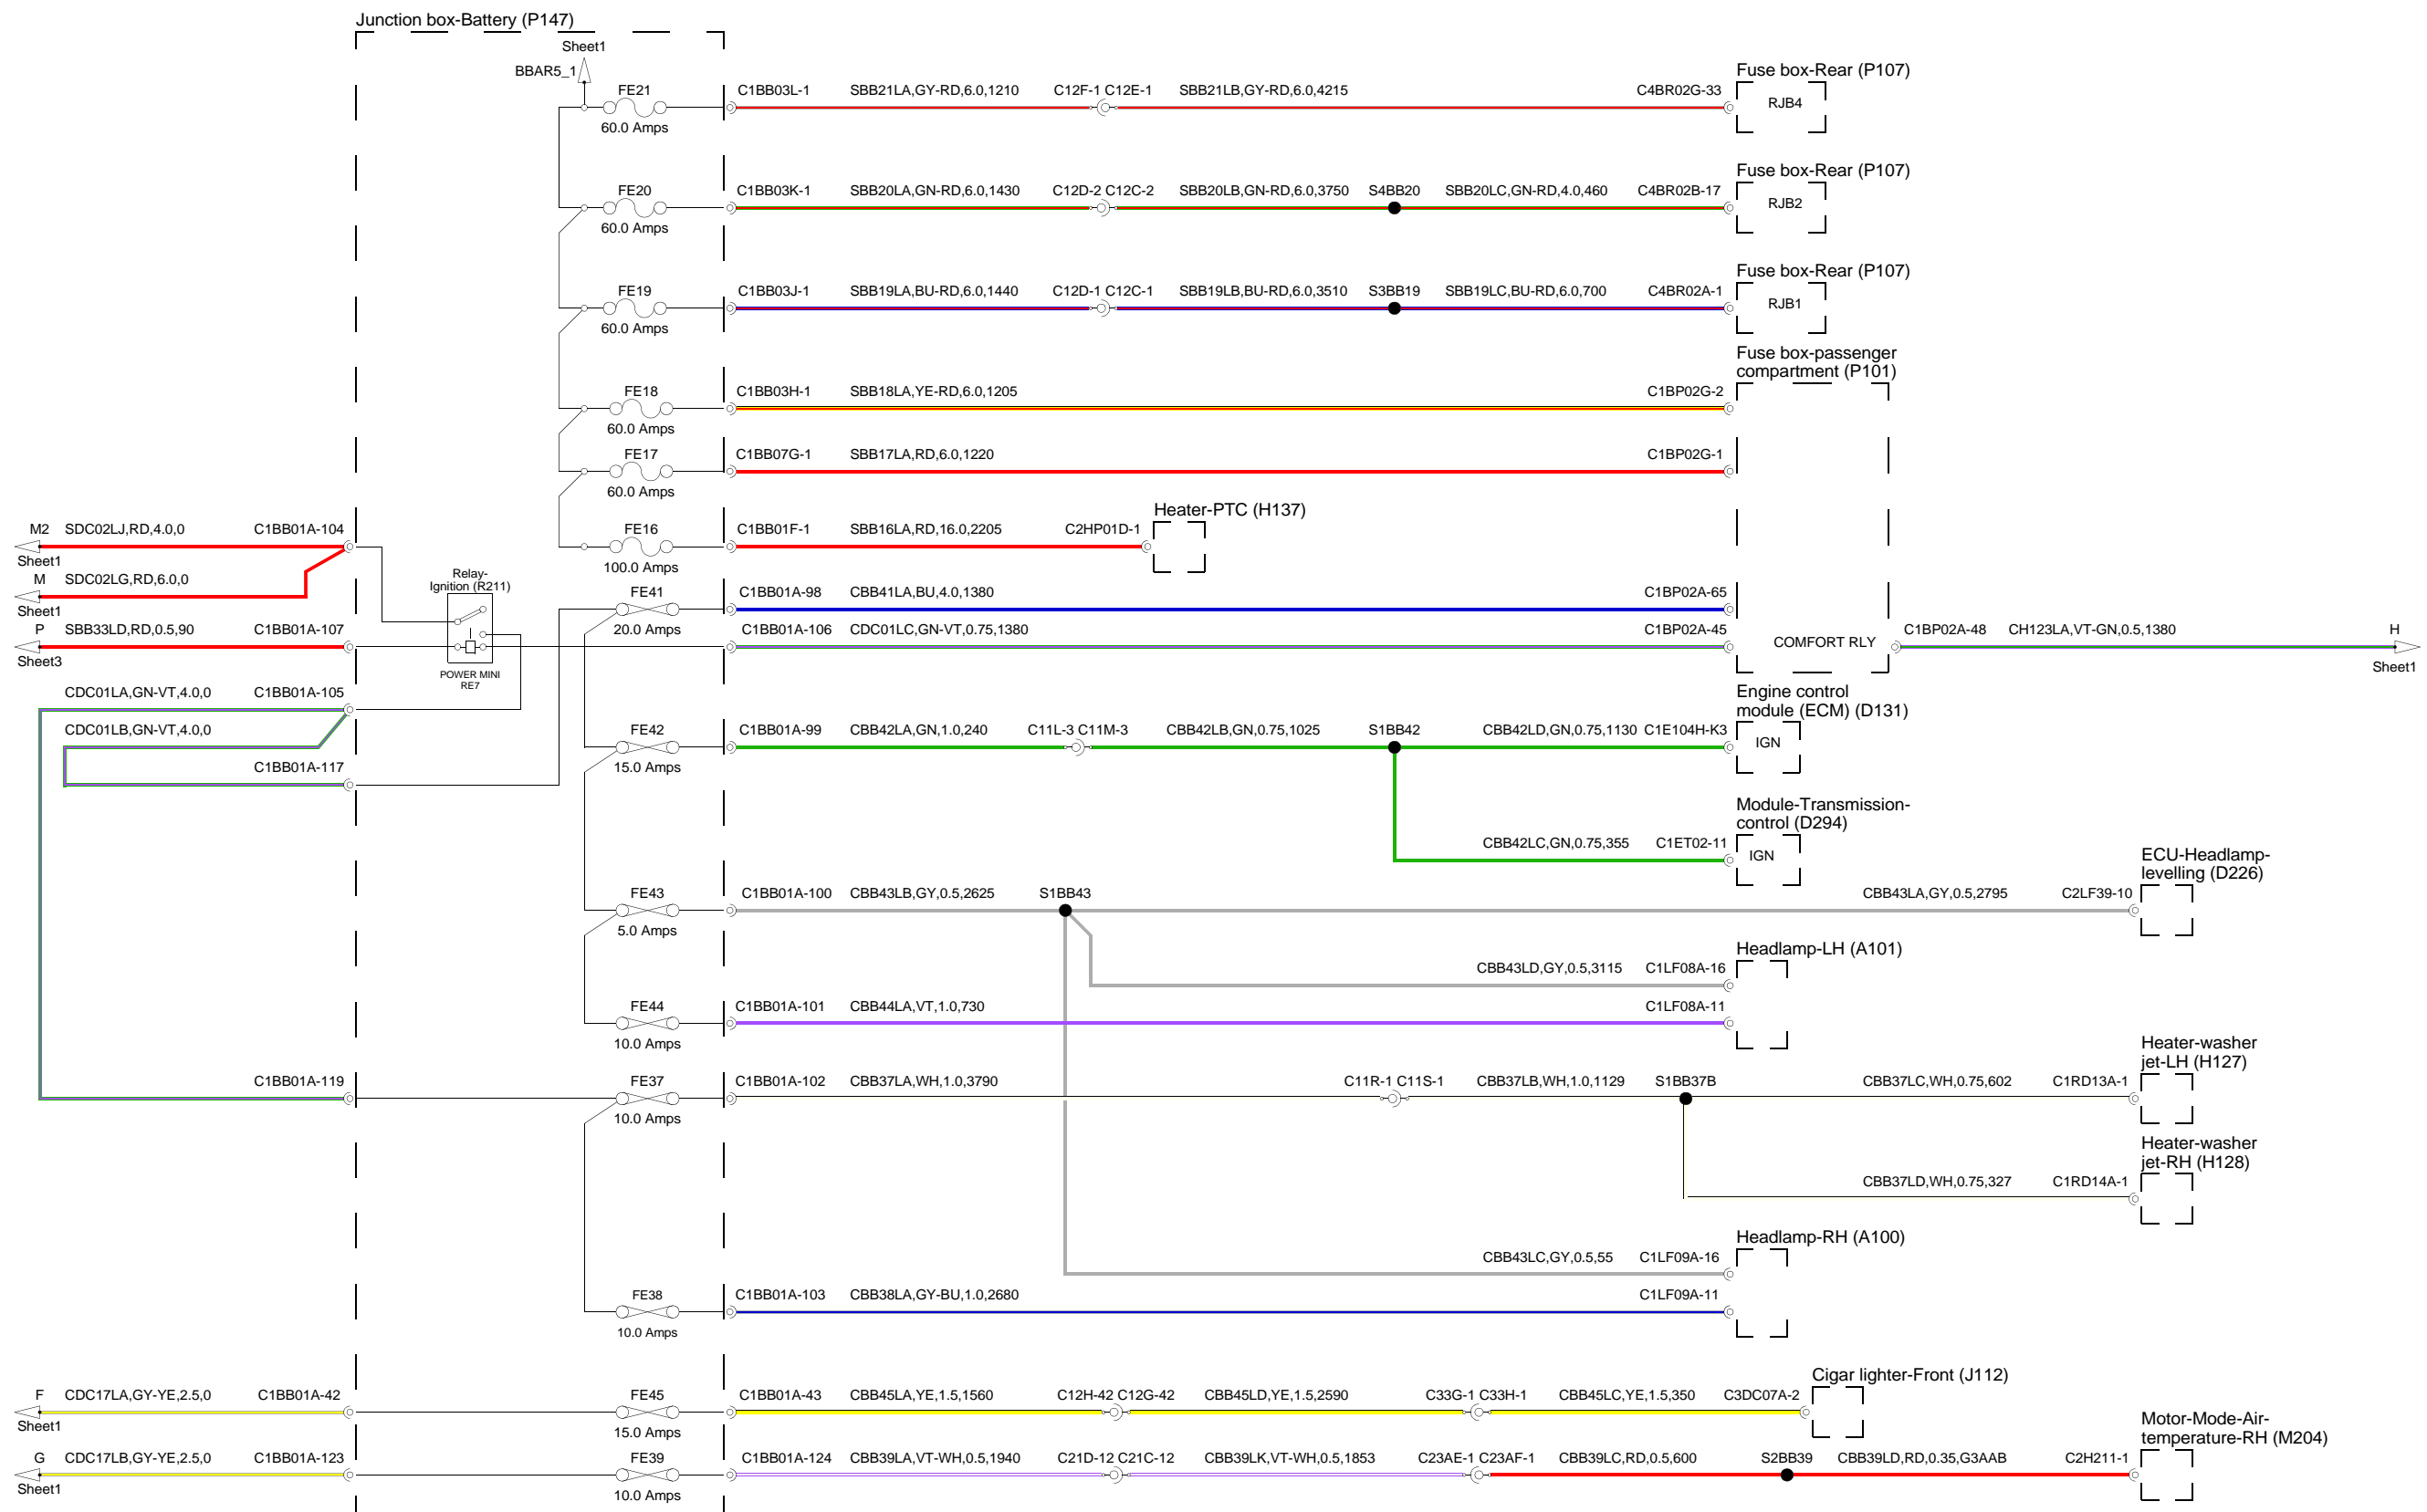 Junction box-Battery (P147)
Sheet1
BBAR5_1
FE21
60.0 Amps
C1BB03L-1 SBB21LA,GY-RD,6.0,1210 C12F-1 C12E-1 SBB21LB,GY-RD,6.0,4215 C4BR02G-33
Fuse box-Rear (P107)
RJB4
FE20
60.0 Amps
C1BB03K-1 SBB20LA,GN-RD,6.0,1430 C12D-2 C12C-2 SBB20LB,GN-RD,6.0,3750 S4BB20 SBB20LC,GN-RD,4.0,460 C4BR02B-17
Fuse box-Rear (P107)
RJB2
FE19
60.0 Amps
C1BB03J-1 SBB19LA,BU-RD,6.0,1440 C12D-1 C12C-1 SBB19LB,BU-RD,6.0,3510 S3BB19 SBB19LC,BU-RD,6.0,700 C4BR02A-1
Fuse box-Rear (P107)
RJB1
Fuse box-passenger
compartment (P101)
FE18
60.0 Amps
C1BB03H-1 SBB18LA,YE-RD,6.0,1205 C1BP02G-2
FE17
60.0 Amps
C1BB07G-1 SBB17LA,RD,6.0,1220 C1BP02G-1
M2 SDC02LJ,RD,4.0,0 C1BB01A-104
Sheet1
FE16
100.0 Amps
C1BB01F-1 SBB16LA,RD,16.0,2205 C2HP01D-1
Heater-PTC (H137)
M SDC02LG,RD,6.0,0
Sheet1
Relay-
Ignition (R211)
POWER MINI
RE7
FE41
20.0 Amps
C1BB01A-98 CBB41LA,BU,4.0,1380 C1BP02A-65
P SBB33LD,RD,0.5,90 C1BB01A-107
Sheet3
C1BB01A-106 CDC01LC,GN-VT,0.75,1380 C1BP02A-45
COMFORT RLY
C1BP02A-48 CH123LA,VT-GN,0.5,1380 H
Sheet1
CDC01LA,GN-VT,4.0,0 C1BB01A-105
CDC01LB,GN-VT,4.0,0
C1BB01A-117
FE42
15.0 Amps
C1BB01A-99 CBB42LA,GN,1.0,240 C11L-3 C11M-3 CBB42LB,GN,0.75,1025 S1BB42 CBB42LD,GN,0.75,1130 C1E104H-K3
Engine control
module (ECM) (D131)
IGN
Module-Transmission-
control (D294)
CBB42LC,GN,0.75,355 C1ET02-11
IGN
FE43
5.0 Amps
C1BB01A-100 CBB43LB,GY,0.5,2625 S1BB43 CBB43LA,GY,0.5,2795 C2LF39-10
ECU-Headlamp-
levelling (D226)
Headlamp-LH (A101)
CBB43LD,GY,0.5,3115 C1LF08A-16
FE44
10.0 Amps
C1BB01A-101 CBB44LA,VT,1.0,730 C1LF08A-11
C1BB01A-119
FE37
10.0 Amps
C1BB01A-102 CBB37LA,WH,1.0,3790 C11R-1 C11S-1 CBB37LB,WH,1.0,1129 S1BB37B CBB37LC,WH,0.75,602 C1RD13A-1
Heater-washer
jet-LH (H127)
Heater-washer
jet-RH (H128)
CBB37LD,WH,0.75,327 C1RD14A-1
Headlamp-RH (A100)
CBB43LC,GY,0.5,55 C1LF09A-16
FE38
10.0 Amps
C1BB01A-103 CBB38LA,GY-BU,1.0,2680 C1LF09A-11
F CDC17LA,GY-YE,2.5,0 C1BB01A-42
Sheet1
FE45
15.0 Amps
C1BB01A-43 CBB45LA,YE,1.5,1560 C12H-42 C12G-42 CBB45LD,YE,1.5,2590 C33G-1 C33H-1 CBB45LC,YE,1.5,350 C3DC07A-2
Cigar lighter-Front (J112)
G CDC17LB,GY-YE,2.5,0 C1BB01A-123
Sheet1
FE39
10.0 Amps
C1BB01A-124 CBB39LA,VT-WH,0.5,1940 C21D-12 C21C-12 CBB39LK,VT-WH,0.5,1853 C23AE-1 C23AF-1 CBB39LC,RD,0.5,600 S2BB39 CBB39LD,RD,0.35,G3AAB C2H211-1
Motor-Mode-Air-
temperature-RH (M204)